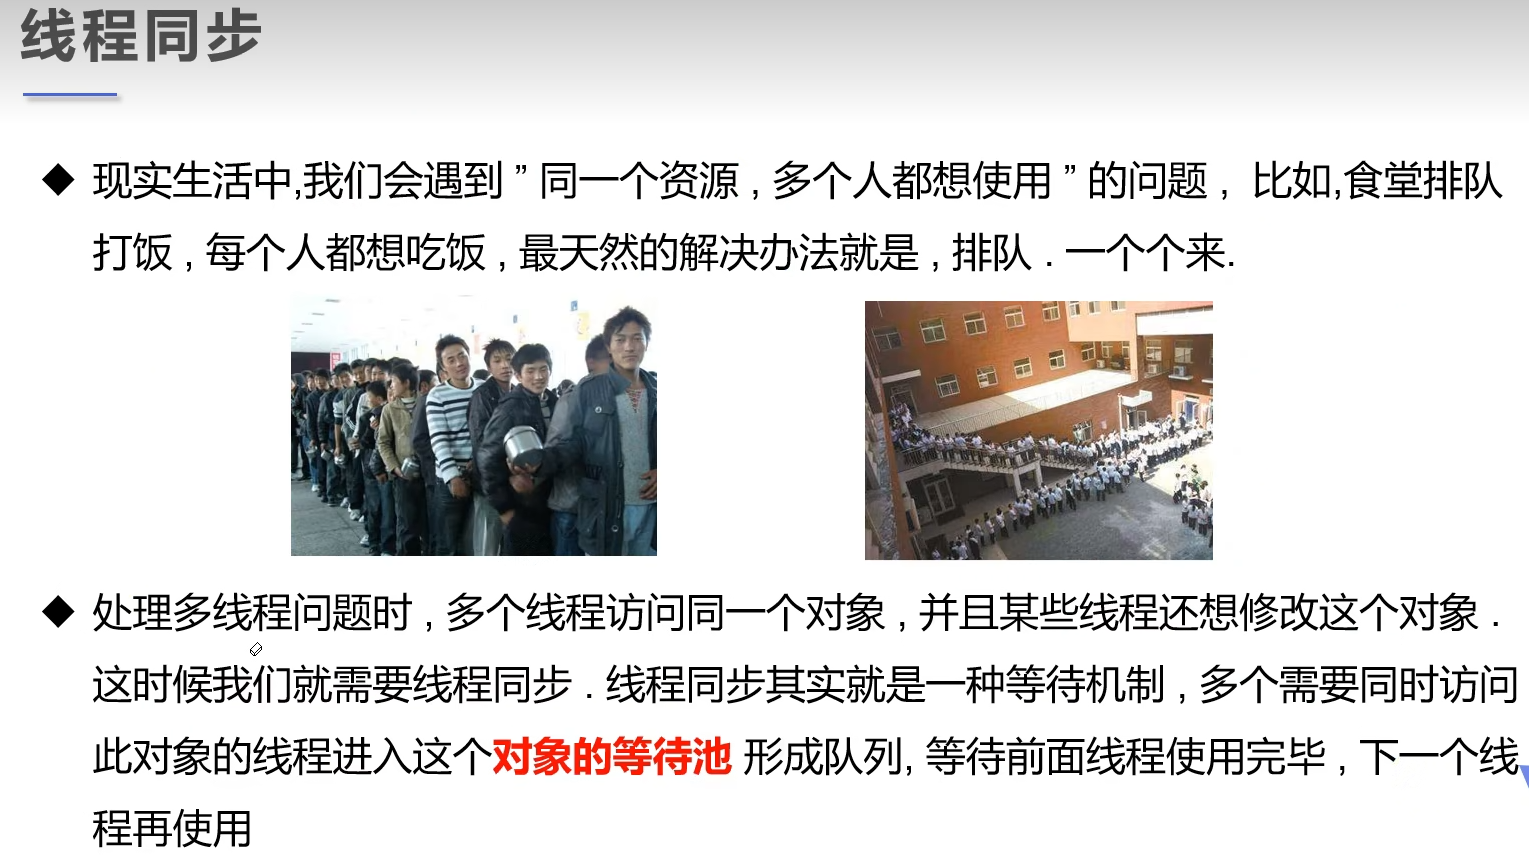 线程同步
◆ 现实生活中,我们会遇到 ” 同一个资源 , 多个人都想使用 ” 的问题 , 比如,食堂排队
打饭 , 每个人都想吃饭 , 最天然的解决办法就是 , 排队 . 一个个来.
◆ 处理多线程问题时 , 多个线程访问同一个对象 , 并且某些线程还想修改这个对象 .
这时候我们就需要线程同步 . 线程同步其实就是一种等待机制 , 多个需要同时访问
此对象的线程进入这个对象的等待池 形成队列, 等待前面线程使用完毕 , 下一个线
程再使用